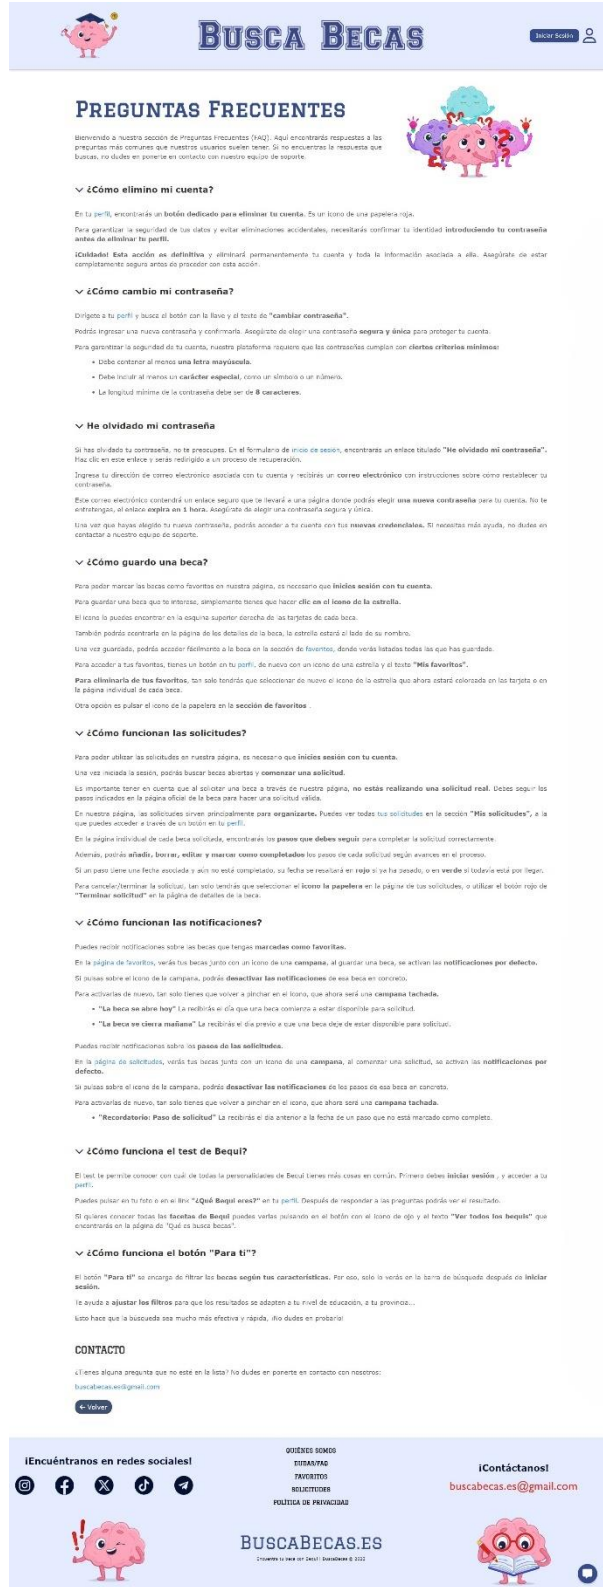 BUSCA BECAS
Iniciar Sesión
PREGUNTAS FRECUENTES
Bienvenido a nuestra sección de Preguntas Frecuentes (FAQ). Aquí encontrarás respuestas a las
preguntas más comunes que nuestros usuarios suelen tener. Si no encuentras la respuesta que
buscas, no dudes en ponerte en contacto con nuestro equipo de soporte.
¿Cómo elimino mi cuenta?
En tu perfil, encontrarás un botón dedicado para eliminar tu cuenta. Es un icono de una papelera roja.
Para garantizar la seguridad de tus datos y evitar eliminaciones accidentales, necesitarás confirmar tu identidad introduciendo tu contraseña
antes de eliminar tu perfil.
¡Cuidado! Esta acción es definitiva y eliminará permanentemente tu cuenta y toda la información asociada a ella. Asegúrate de estar
completamente seguro antes de proceder con esta acción.
¿Cómo cambio mi contraseña?
Dirígete a tu perfil y busca el botón con la llave y el texto de "cambiar contraseña".
Podrás ingresar una nueva contraseña y confirmarla. Asegúrate de elegir una contraseña segura y única para proteger tu cuenta.
Para garantizar la seguridad de tu cuenta, nuestra plataforma requiere que las contraseñas cumplan con ciertos criterios mínimos:
• Debe contener al menos una letra mayúscula.
• Debe incluir al menos un carácter especial, como un símbolo o un número.
• La longitud mínima de la contraseña debe ser de 8 caracteres.
He olvidado mi contraseña
Si has olvidado tu contraseña, no te preocupes. En el formulario de inicio de sesión, encontrarás un enlace titulado "He olvidado mi contraseña".
Haz clic en este enlace y serás redirigido a un proceso de recuperación.
Ingresa tu dirección de correo electrónico asociada con tu cuenta y recibirás un correo electrónico con instrucciones sobre cómo restablecer tu
contraseña.
Este correo electrónico contendrá un enlace seguro que te llevará a una página donde podrás elegir una nueva contraseña para tu cuenta. No te
entretengas, el enlace expira en 1 hora. Asegúrate de elegir una contraseña segura y única.
Una vez que hayas elegido tu nueva contraseña, podrás acceder a tu cuenta con tus nuevas credenciales. Si necesitas más ayuda, no dudes en
contactar a nuestro equipo de soporte.
¿Cómo guardo una beca?
Para poder marcar las becas como favoritos en nuestra página, es necesario que inicies sesión con tu cuenta.
Para guardar una beca que te interese, simplemente tienes que hacer clic en el icono de la estrella.
El icono lo puedes encontrar en la esquina superior derecha de las tarjetas de cada beca.
También podrás econtrarla en la página de los detalles de la beca, la estrella estará al lado de su nombre.
Una vez guardada, podrás acceder fácilmente a la beca en la sección de favoritos, donde verás listadas todas las que has guardado.
Para acceder a tus favoritos, tienes un botón en tu perfil, de nuevo con un icono de una estrella y el texto "Mis favoritos".
Para eliminarla de tus favoritos, tan solo tendrás que seleccionar de nuevo el icono de la estrella que ahora estará coloreada en las tarjeta o en
la página individual de cada beca.
Otra opción es pulsar el icono de la papelera en la sección de favoritos .
¿Cómo funcionan las solicitudes?
Para poder utilizar las solicitudes en nuestra página, es necesario que inicies sesión con tu cuenta.
Una vez iniciada la sesión, podrás buscar becas abiertas y comenzar una solicitud.
Es importante tener en cuenta que al solicitar una beca a través de nuestra página, no estás realizando una solicitud real. Debes seguir los
pasos indicados en la página oficial de la beca para hacer una solicitud válida.
En nuestra página, las solicitudes sirven principalmente para organizarte. Puedes ver todas tus solicitudes en la sección "Mis solicitudes", a la
que puedes acceder a través de un botón en tu perfil.
En la página individual de cada beca solicitada, encontrarás los pasos que debes seguir para completar la solicitud correctamente.
Además, podrás añadir, borrar, editar y marcar como completados los pasos de cada solicitud según avances en el proceso.
Si un paso tiene una fecha asociada y aún no está completado, su fecha se resaltará en rojo si ya ha pasado, o en verde si todavía está por llegar.
Para cancelar/terminar la solicitud, tan solo tendrás que seleccionar el icono la papelera en la página de tus solicitudes, o utilizar el botón rojo de
"Terminar solicitud" en la página de detalles de la beca.
¿Cómo funcionan las notificaciones?
Puedes recibir notificaciones sobre las becas que tengas marcadas como favoritas.
En la página de favoritos, verás tus becas junto con un icono de una campana, al guardar una beca, se activan las notificaciones por defecto.
Si pulsas sobre el icono de la campana, podrás desactivar las notificaciones de esa beca en concreto.
Para activarlas de nuevo, tan solo tienes que volver a pinchar en el icono, que ahora será una campana tachada.
• "La beca se abre hoy" La recibirás el día que una beca comienza a estar disponible para solicitud.
• "La beca se cierra mañana" La recibirás el día previo a que una beca deje de estar disponible para solicitud.
Puedes recibir notificaciones sobre los pasos de las solicitudes.
En la página de solicitudes, verás tus becas junto con un icono de una campana, al comenzar una solicitud, se activan las notificaciones por
defecto.
Si pulsas sobre el icono de la campana, podrás desactivar las notificaciones de los pasos de esa beca en concreto.
Para activarlas de nuevo, tan solo tienes que volver a pinchar en el icono, que ahora será una campana tachada.
• "Recordatorio: Paso de solicitud" La recibirás el día anterior a la fecha de un paso que no está marcado como completo.
¿Cómo funciona el test de Bequi?
El test te permite conocer con cuál de todas la personalidades de Becui tienes más cosas en común. Primero debes iniciar sesión , y acceder a tu
perfil.
Puedes pulsar en tu foto o en el link "¿Qué Bequi eres?" en tu perfil. Después de responder a las preguntas podrás ver el resultado.
Si quieres conocer todas las facetas de Bequi puedes verlas pulsando en el botón con el icono de ojo y el texto "Ver todos los bequis" que
encontrarás en la página de "Qué es busca becas".
¿Cómo funciona el botón "Para ti"?
El botón "Para ti" se encarga de filtrar las becas según tus características. Por eso, solo lo verás en la barra de búsqueda después de iniciar
sesión.
Te ayuda a ajustar los filtros para que los resultados se adapten a tu nivel de educación, a tu provincia...
Esto hace que la búsqueda sea mucho más efectiva y rápida, ¡No dudes en probarlo!
CONTACTO
¿Tienes alguna pregunta que no esté en la lista? No dudes en ponerte en contacto con nosotros:
buscabecas.es@gmail.com
← Volver
¡Encuéntranos en redes sociales!
QUIÉNES SOMOS
DUDAS/FAQ
FAVORITOS
SOLICITUDES
POLÍTICA DE PRIVACIDAD
¡Contáctanos!
buscabecas.es@gmail.com
BUSCABECAS.ES
Encuentra tu beca con Becui! BuscaBecas © 2023